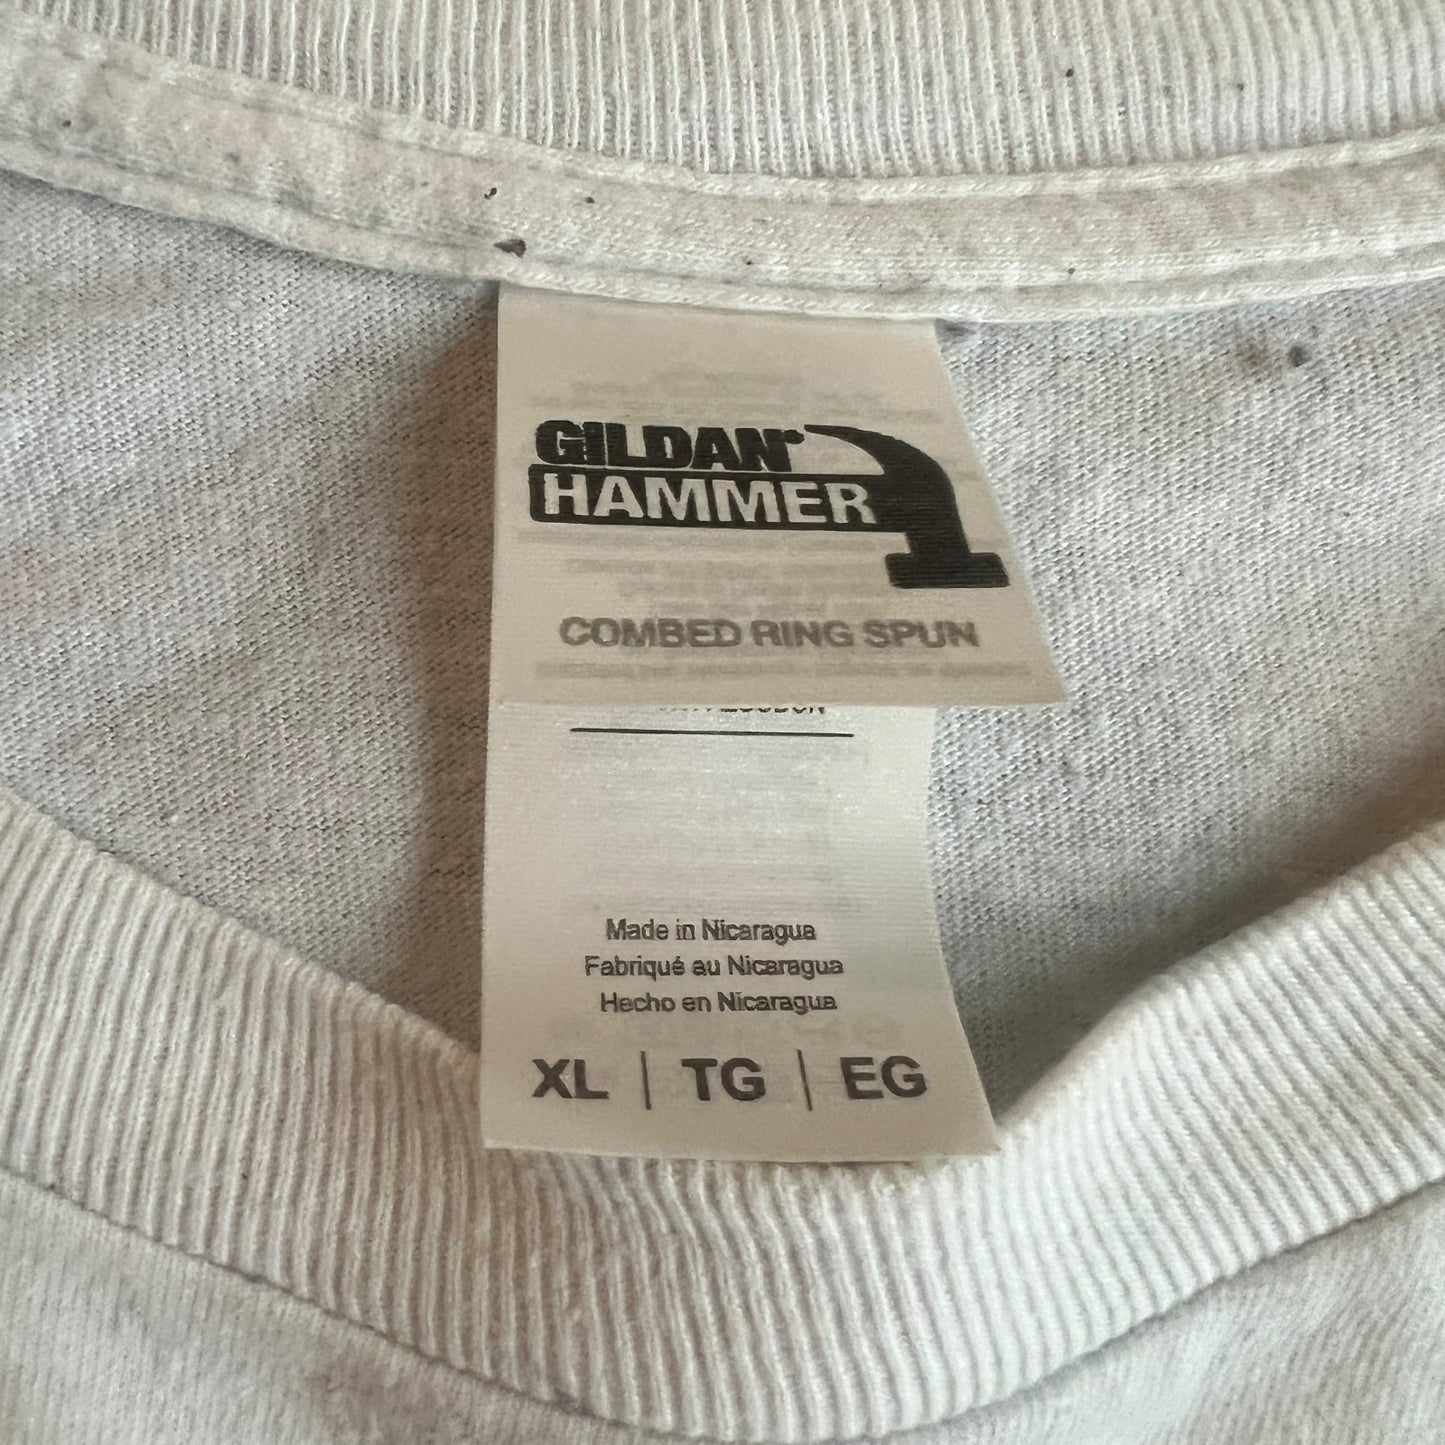 GILDAN®
HAMMER
COMBED RING SPUN
Made in Nicaragua
Fabriqué au Nicaragua
Hecho en Nicaragua
XL | TG | EG